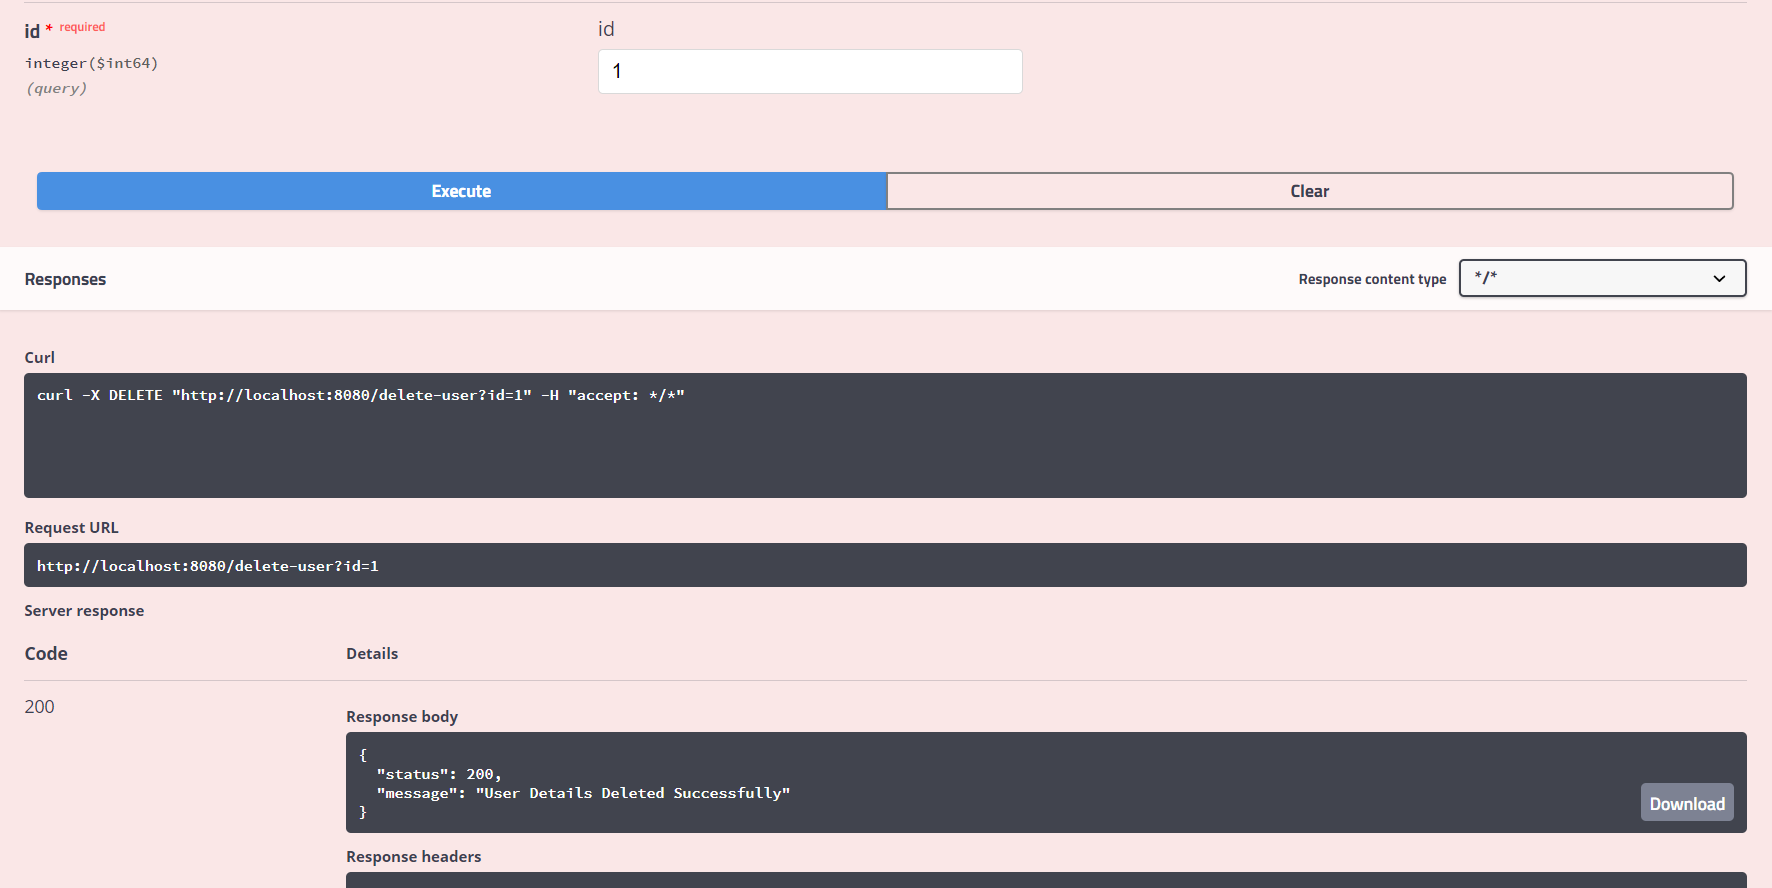 id * required
id
integer($int64)
1
(query)
Execute
Clear
Responses
Response content type
*/*
Curl
curl -X DELETE "http://localhost:8080/delete-user?id=1" -H "accept: */*"
Request URL
http://localhost:8080/delete-user?id=1
Server response
Code
Details
200
Response body
{
"status": 200,
"message": "User Details Deleted Successfully"
}
Download
Response headers